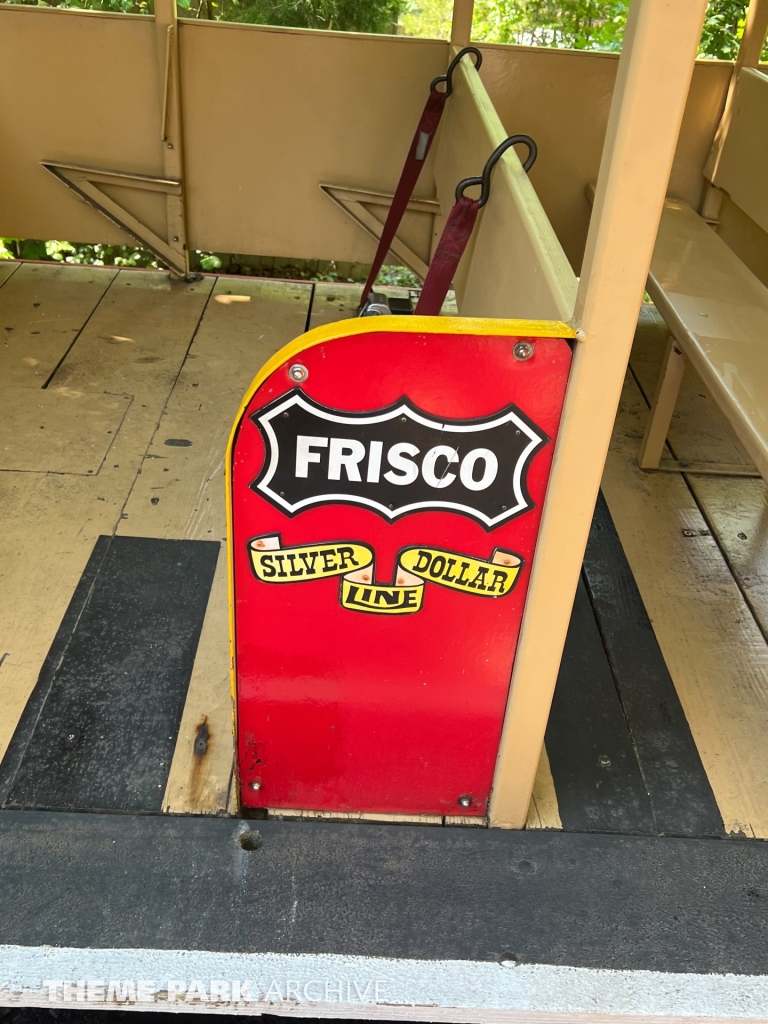 FRISCO
SILVER DOLLAR
LINE
THEME PARK ARCHIVE